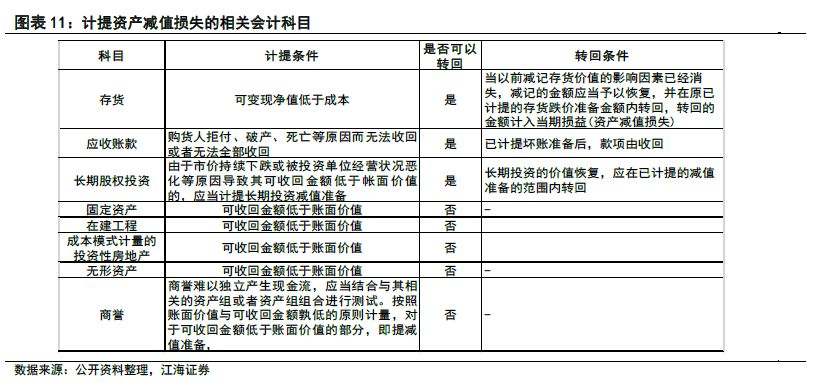 图表 11：计提资产减值损失的相关会计科目
科目
计提条件
是否可以
转回
转回条件
存货
可变现净值低于成本
是
当以前减记存货价值的影响因素已经消
失，减记的金额应当予以恢复，并在原已
计提的存货跌价准备金额内转回，转回的
金额计入当期损益(资产减值损失)
应收账款
购货人拒付、破产、死亡等原因而无法收回
或者无法全部收回
是
已计提坏账准备后，款项由收回
长期股权投资
由于市价持续下跌或被投资单位经营状况恶
化等原因导致其可收回金额低于帐面价值
的，应当计提长期投资减值准备
是
长期投资的价值恢复，应在已计提的减值
准备的范围内转回
固定资产
可收回金额低于账面价值
否
-
在建工程
可收回金额低于账面价值
否
成本模式计量的
投资性房地产
可收回金额低于账面价值
否
无形资产
可收回金额低于账面价值
否
-
商誉
商誉难以独立产生现金流，应当结合与其相
关的资产组或者资产组组合进行测试。按照
账面价值与可收回金额孰低的原则计量，对
于可收回金额低于账面价值的部分，即提减
值准备，
否
-
数据来源：公开资料整理，江海证券